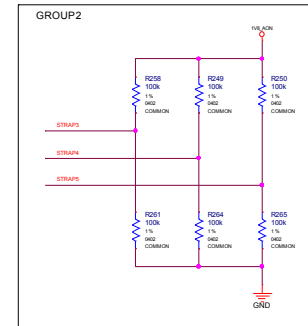 GROUP2
1V8_AON
R258
100k
1%
0402
COMMON
R249
100k
1%
0402
COMMON
R250
100k
1%
0402
COMMON
STRAP3
STRAP4
STRAP5
R261
100k
1%
0402
COMMON
R264
100k
1%
0402
COMMON
R265
100k
1%
0402
COMMON
GND